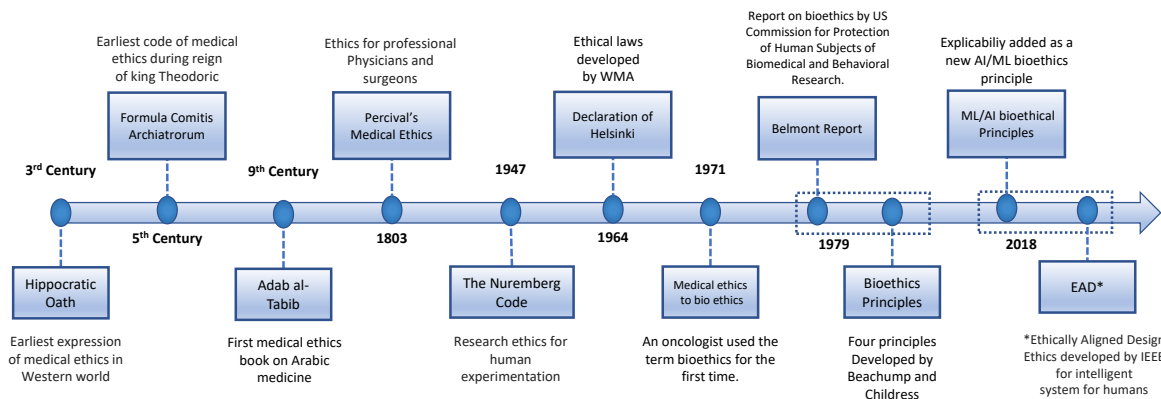 Earliest code of medical
ethics during reign
of king Theodoric
Formula Comitis
Archiatrorum
Ethics for professional
Physicians and
surgeons
Percival's
Medical Ethics
Ethical laws
developed
by WMA
Declaration of
Helsinki
Report on bioethics by US
Commission for Protection
of Human Subjects of
Biomedical and Behavioral
Research.
Belmont Report
Explicabiliy added as a
new AI/ML bioethics
principle
ML/AI bioethical
Principles
3rd Century
9th Century
1947
1971
5th Century
1803
1964
1979
2018
Hippocratic
Oath
Earliest expression
of medical ethics in
Western world
Adab al-
Tabib
First medical ethics
book on Arabic
medicine
The Nuremberg
Code
Research ethics for
human
experimentation
Medical ethics
to bio ethics
An oncologist used the
term bioethics for the
first time.
Bioethics
Principles
Four principles
Developed by
Beachump and
Childress
EAD*
*Ethically Aligned Design
Ethics developed by IEEE
for intelligent
system for humans